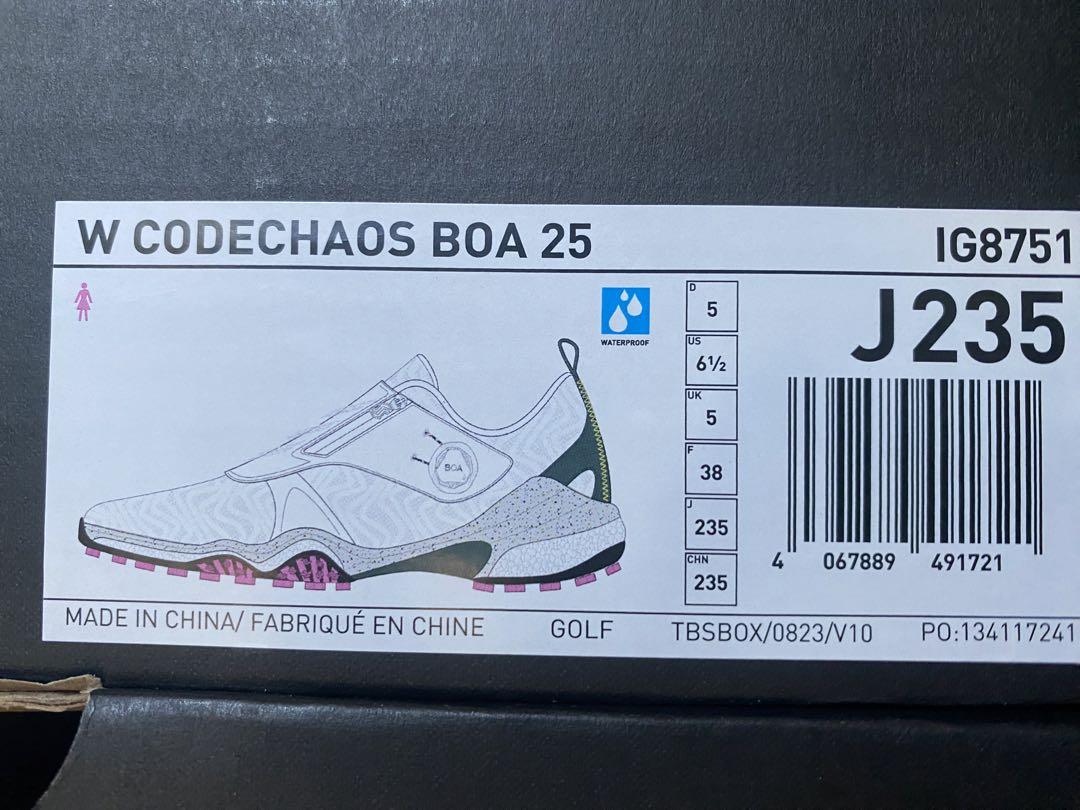 W CODECHAOS BOA 25
IG8751
WATERPROOF
BOA
D
5
US
6½
UK
5
F
38
J
235
CHN
235
J 235
4 067889 491721
MADE IN CHINA/ FABRIQUÉ EN CHINE
GOLF
TBSBOX/0823/V10
PO:134117241